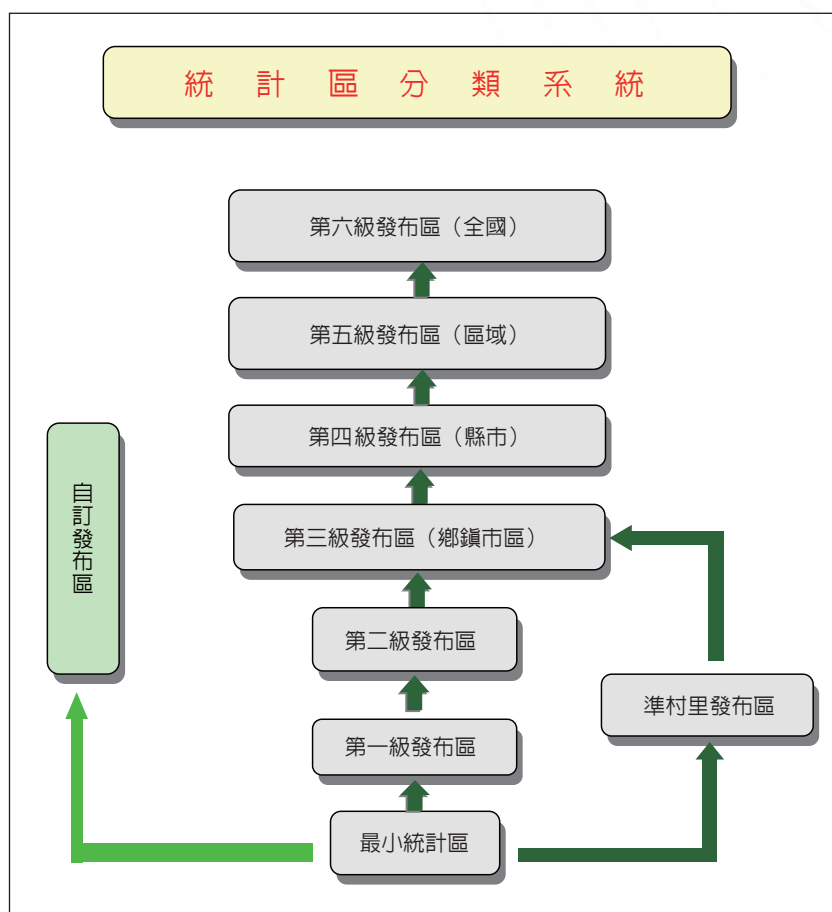 統計區分類系統
第六級發布區（全國）
第五級發布區（區域）
第四級發布區（縣市）
自訂發布區
第三級發布區（鄉鎮市區）
第二級發布區
準村里發布區
第一級發布區
最小統計區